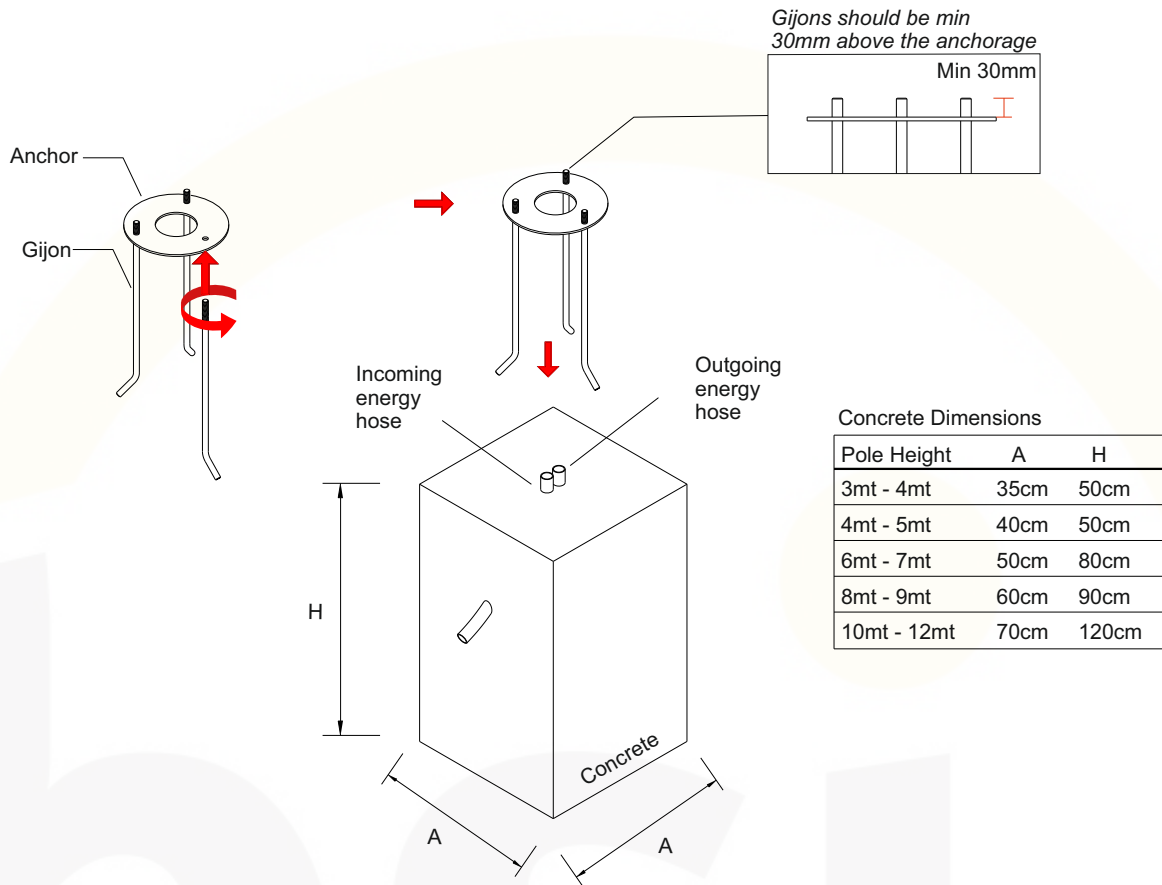 Gijons should be min
30mm above the anchorage
Min 30mm
Anchor
Gijon
Incoming
energy
hose
Outgoing
energy
hose
Concrete Dimensions
Pole Height A H
3mt - 4mt 35cm 50cm
4mt - 5mt 40cm 50cm
6mt - 7mt 50cm 80cm
8mt - 9mt 60cm 90cm
10mt - 12mt 70cm 120cm
H
Concrete
A
A